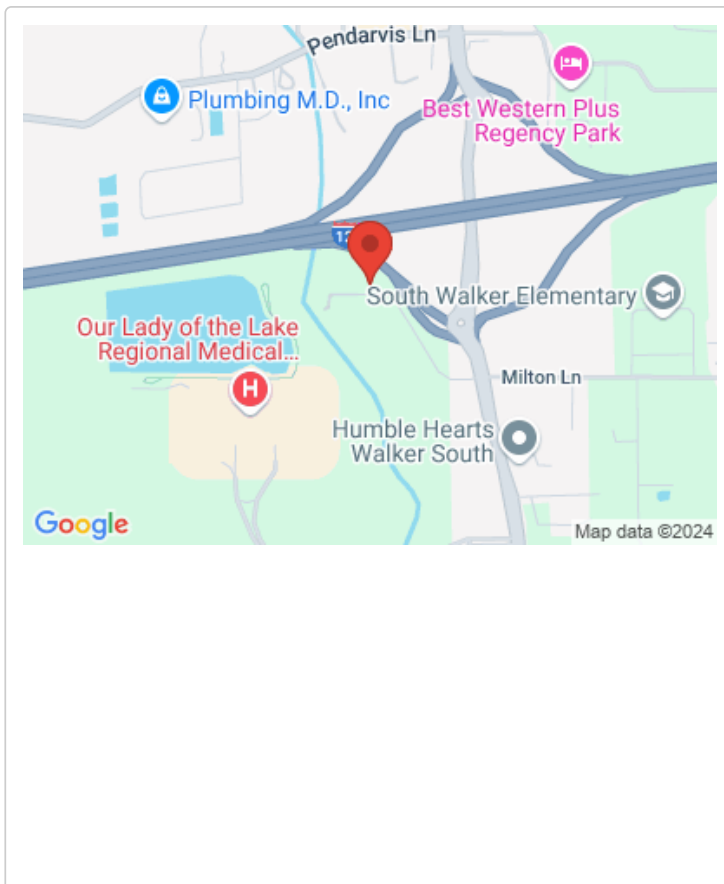 Pendarvis Ln
Plumbing M.D., Inc
Best Western Plus
Regency Park
South Walker Elementary
Our Lady of the Lake
Regional Medical...
H
Milton Ln
Humble Hearts
Walker South
Google
Map data ©2024